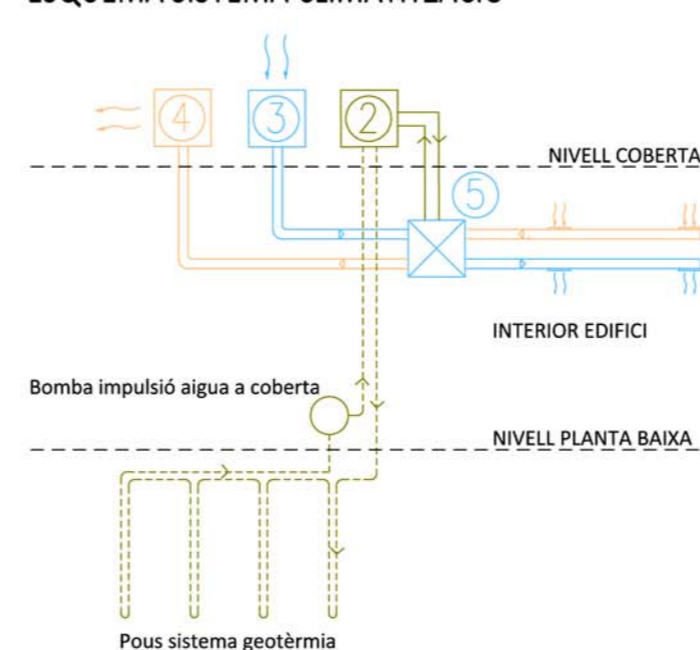 4
3
2
NIVELL COBERTA
5
INTERIOR EDIFICI
Bomba impulsió aigua a coberta
NIVELL PLANTA BAIXA
Pous sistema geotèrmia